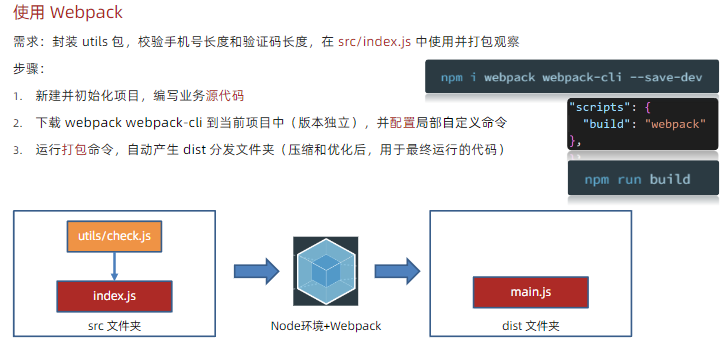 使用 Webpack
需求：封装 utils 包，校验手机号长度和验证码长度，在 src/index.js 中使用并打包观察
步骤：
1. 新建并初始化项目，编写业务源代码
2. 下载 webpack webpack-cli 到当前项目中（版本独立），并配置局部自定义命令
3. 运行打包命令，自动产生 dist 分发文件夹（压缩和优化后，用于最终运行的代码）
npm i webpack webpack-cli --save-dev
"scripts": {
"build": "webpack"
},
npm run build
utils/check.js
index.js
src 文件夹
Node环境+Webpack
main.js
dist 文件夹